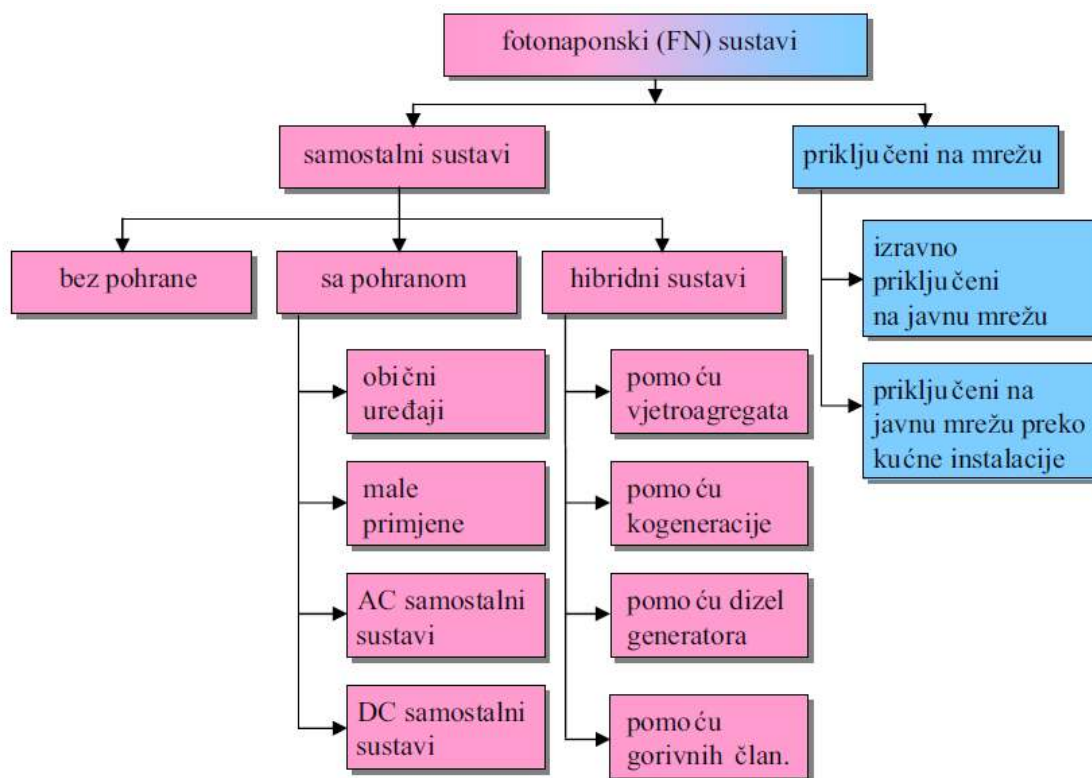 fotonaponski (FN) sustavi
samostalni sustavi
priključeni na mrežu
bez pohrane
sa pohranom
hibridni sustavi
izravno
priključeni
na javnu mrežu
obični
uređaji
pomoću
vjetroagregata
priključeni na
javnu mrežu preko
kućne instalacije
male
primjene
pomoću
kogeneracije
AC samostalni
sustavi
pomoću dizel
generatora
DC samostalni
sustavi
pomoću
gorivnih član.